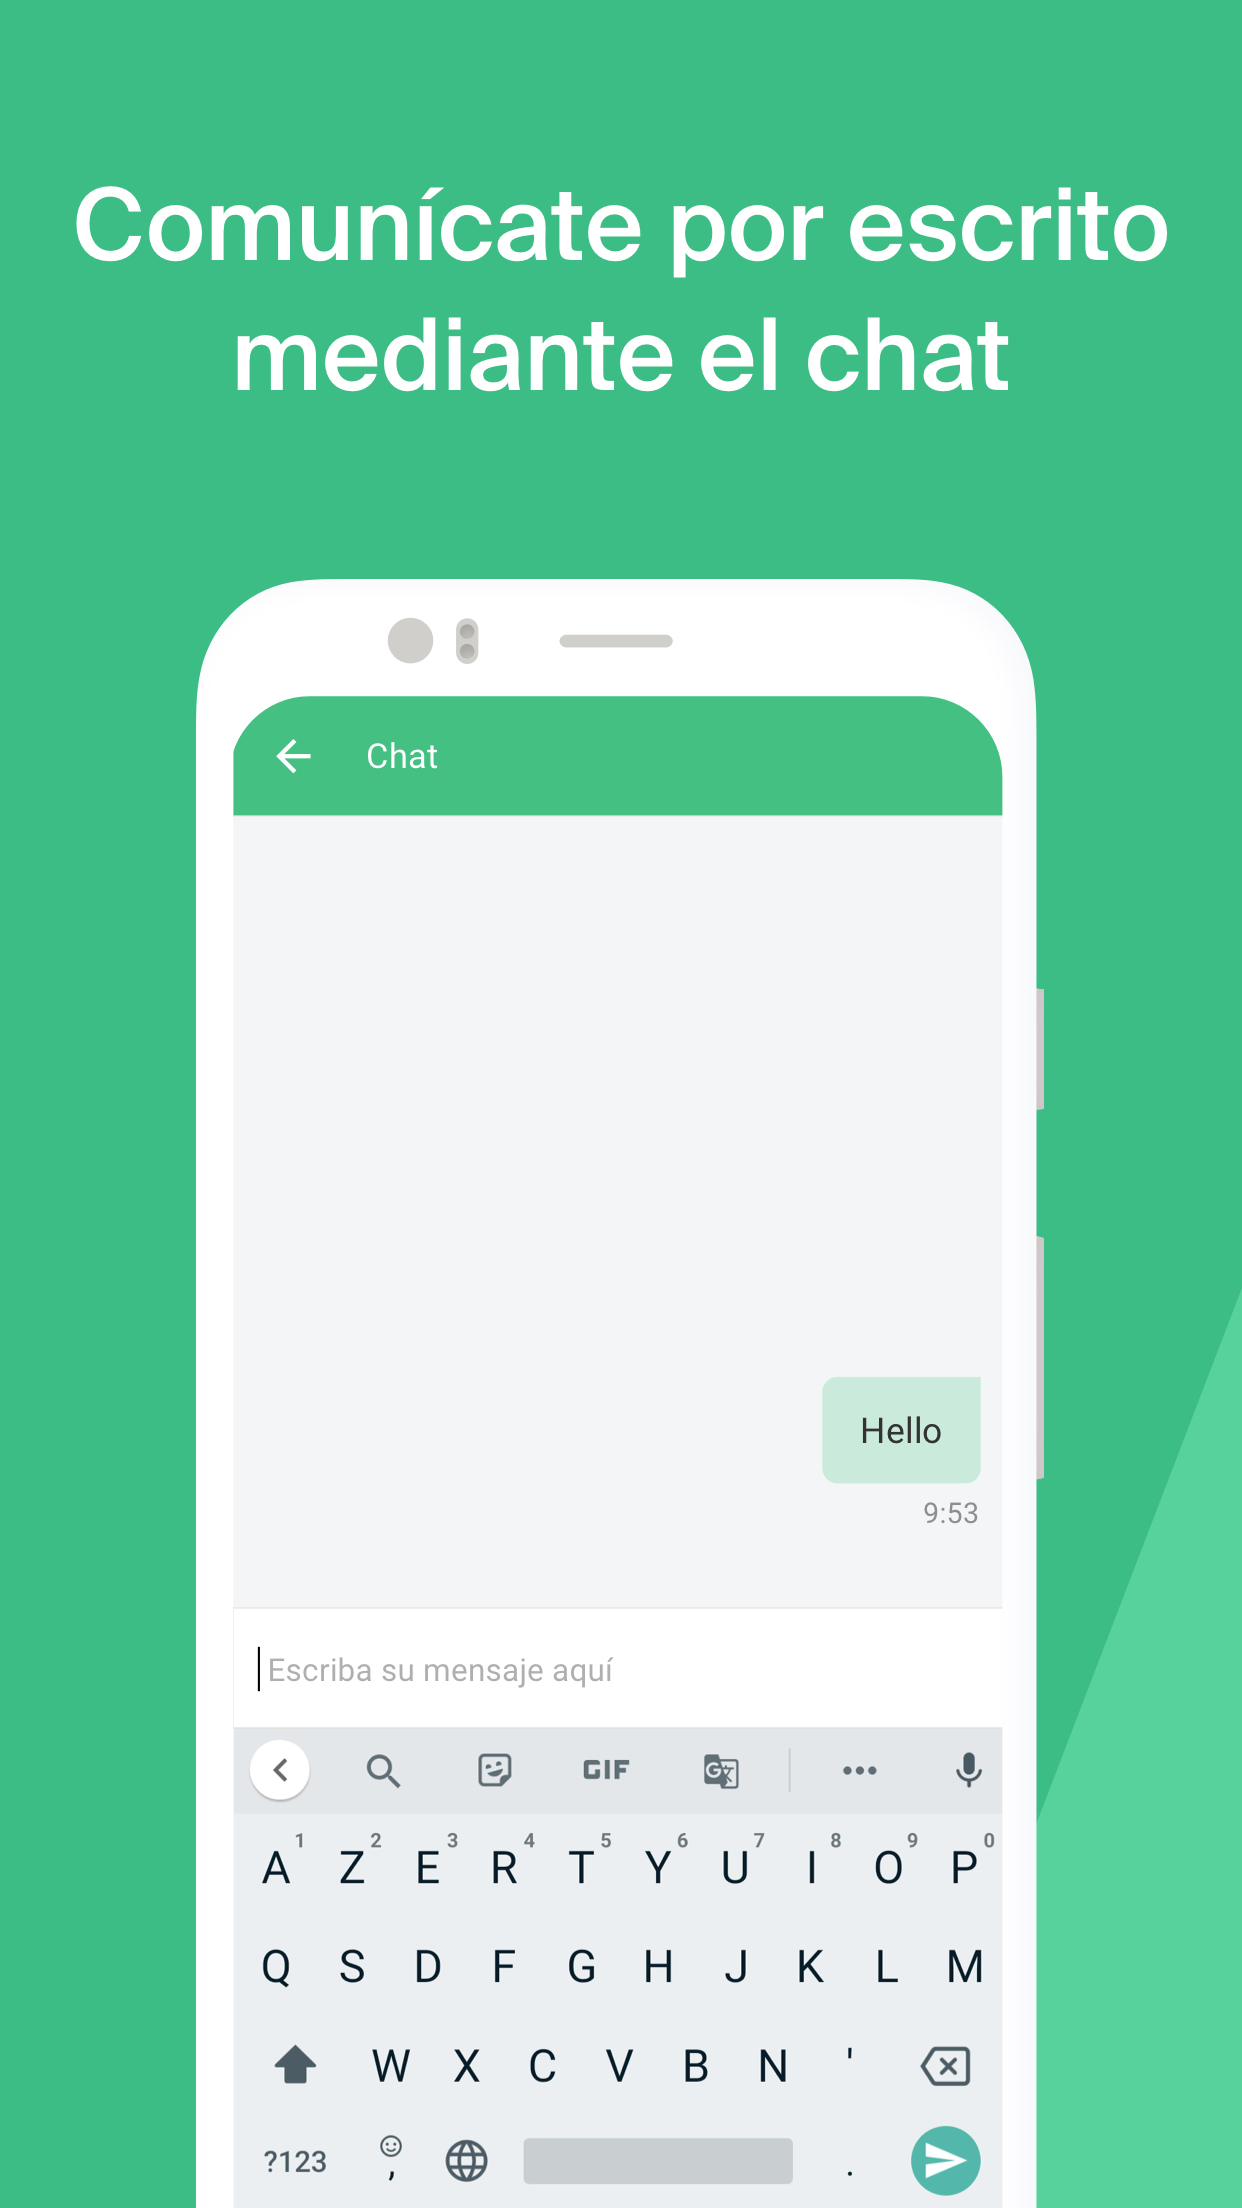 Comunícate por escrito
mediante el chat
Chat
Hello
9:53
Escriba su mensaje aquí
GIF
A 1 Z 2 E 3 R 4 T 5 Y 6 U 7 I 8 O 9 P 0
Q S D F G H J K L M
W X C V B N '
?123 , .